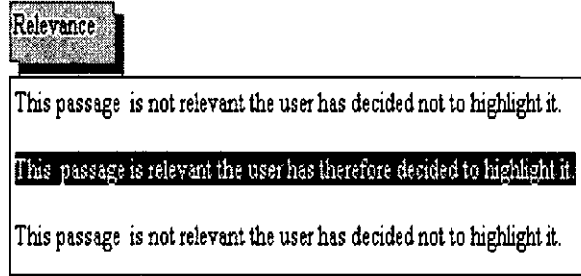 Relevance
This passage is not relevant the user has decided not to highlight it.
This passage is relevant the user has therefore decided to highlight it.
This passage is not relevant the user has decided not to highlight it.